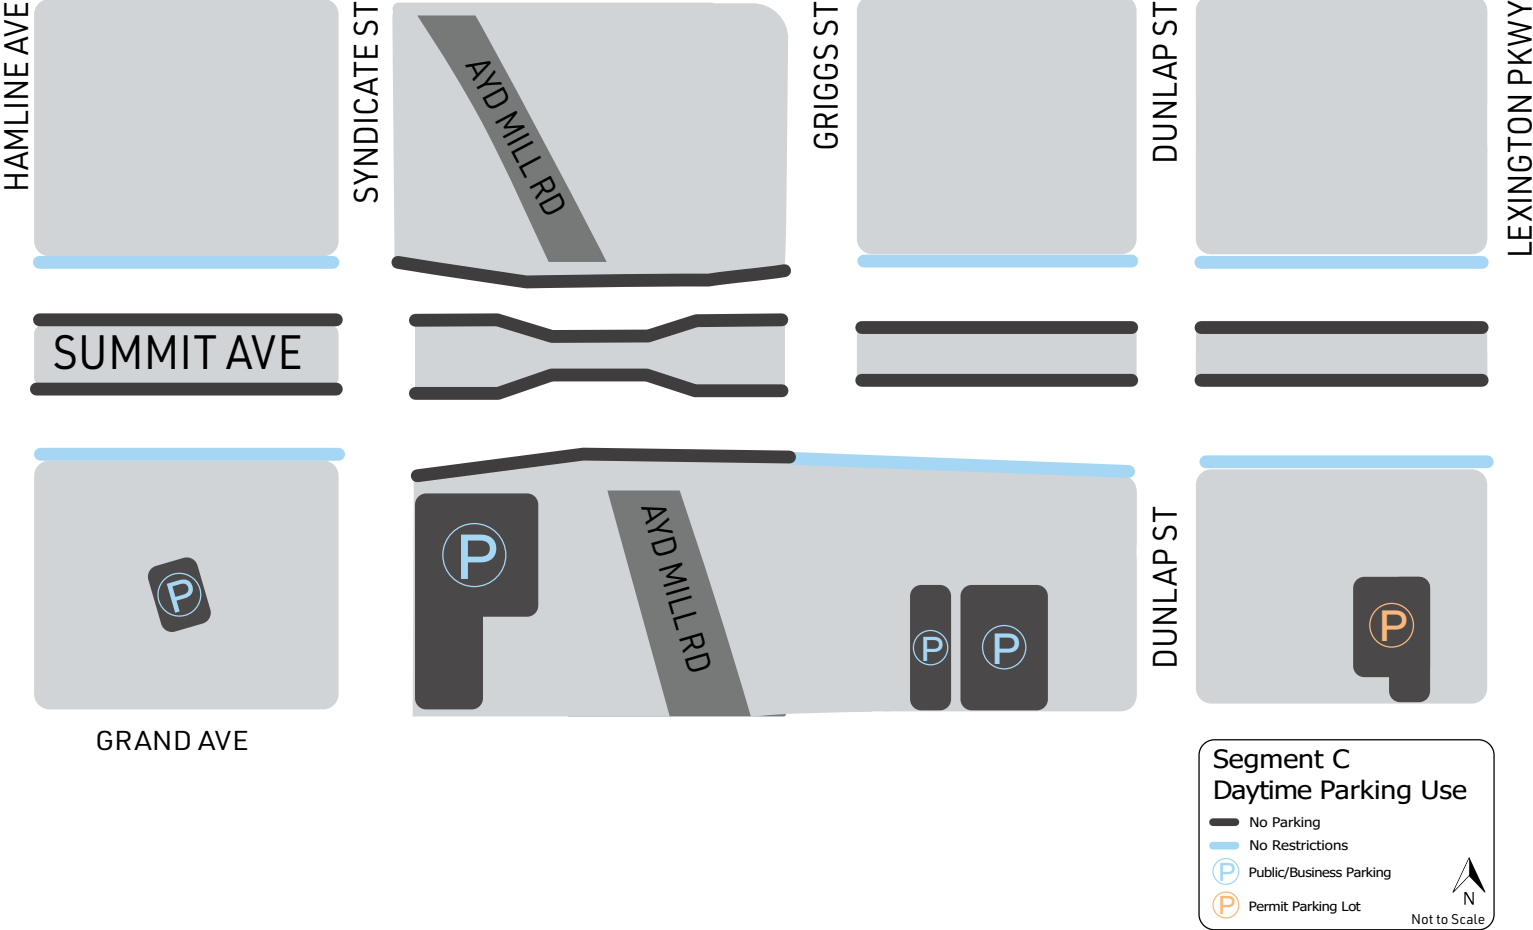 HAMLINE AVE
SYNDICATE ST
AYD MILL RD
GRIGGS ST
DUNLAP ST
LEXINGTON PKWY
SUMMIT AVE
P
P
AYD MILL RD
P
P
DUNLAP ST
P
GRAND AVE
Segment C
Daytime Parking Use
No Parking
No Restrictions
P Public/Business Parking
P Permit Parking Lot
N
Not to Scale